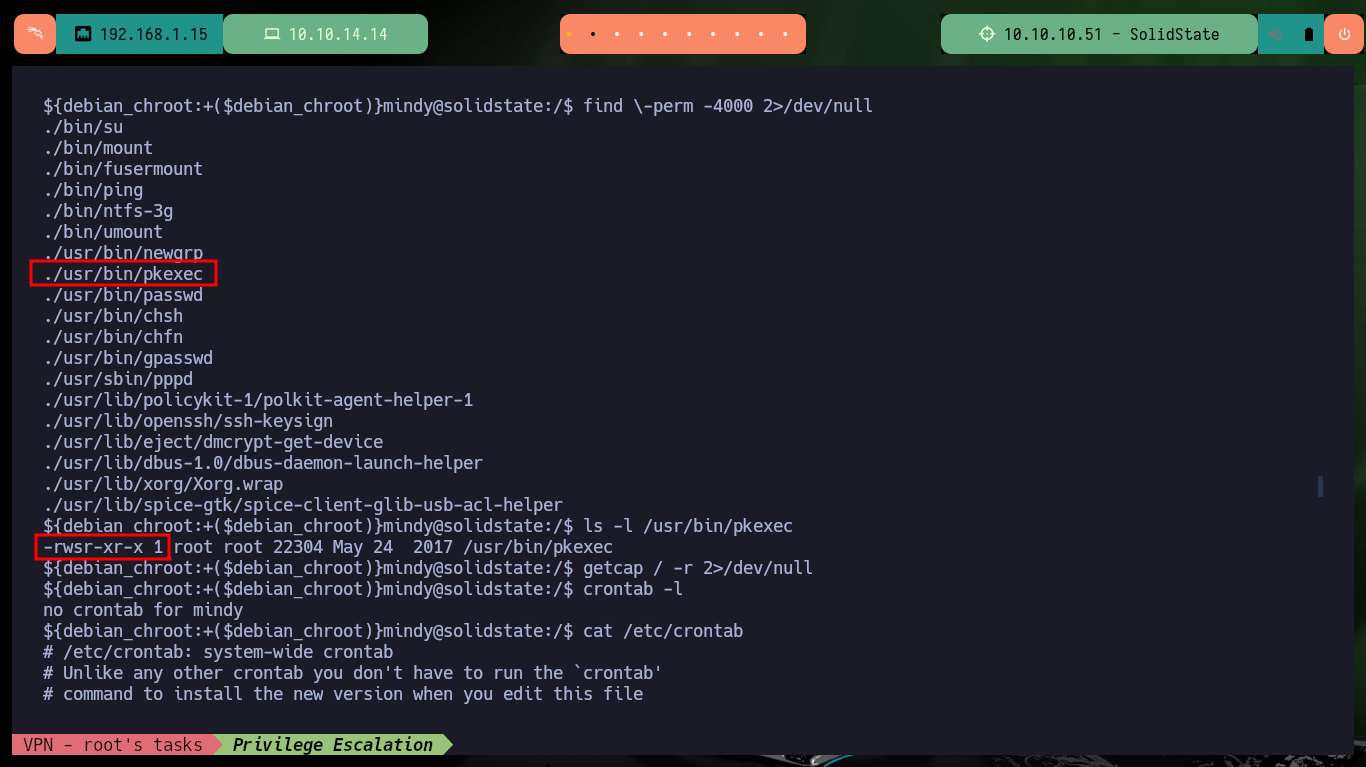 192.168.1.15 10.10.14.14 10.10.10.51 - SolidState
${debian_chroot:+($debian_chroot)}mindy@solidstate:/$ find \-perm -4000 2>/dev/null
./bin/su
./bin/mount
./bin/fusermount
./bin/ping
./bin/ntfs-3g
./bin/umount
./usr/bin/newgrp
./usr/bin/pkexec
./usr/bin/passwd
./usr/bin/chsh
./usr/bin/chfn
./usr/bin/gpasswd
./usr/sbin/pppd
./usr/lib/policykit-1/polkit-agent-helper-1
./usr/lib/openssh/ssh-keysign
./usr/lib/eject/dmcrypt-get-device
./usr/lib/dbus-1.0/dbus-daemon-launch-helper
./usr/lib/xorg/Xorg.wrap
./usr/lib/spice-gtk/spice-client-glib-usb-acl-helper
${debian_chroot:+($debian_chroot)}mindy@solidstate:/$ ls -l /usr/bin/pkexec
-rwsr-xr-x 1 root root 22304 May 24  2017 /usr/bin/pkexec
${debian_chroot:+($debian_chroot)}mindy@solidstate:/$ getcap / -r 2>/dev/null
${debian_chroot:+($debian_chroot)}mindy@solidstate:/$ crontab -l
no crontab for mindy
${debian_chroot:+($debian_chroot)}mindy@solidstate:/$ cat /etc/crontab
# /etc/crontab: system-wide crontab
# Unlike any other crontab you don't have to run the `crontab'
# command to install the new version when you edit this file
VPN - root's tasks Privilege Escalation